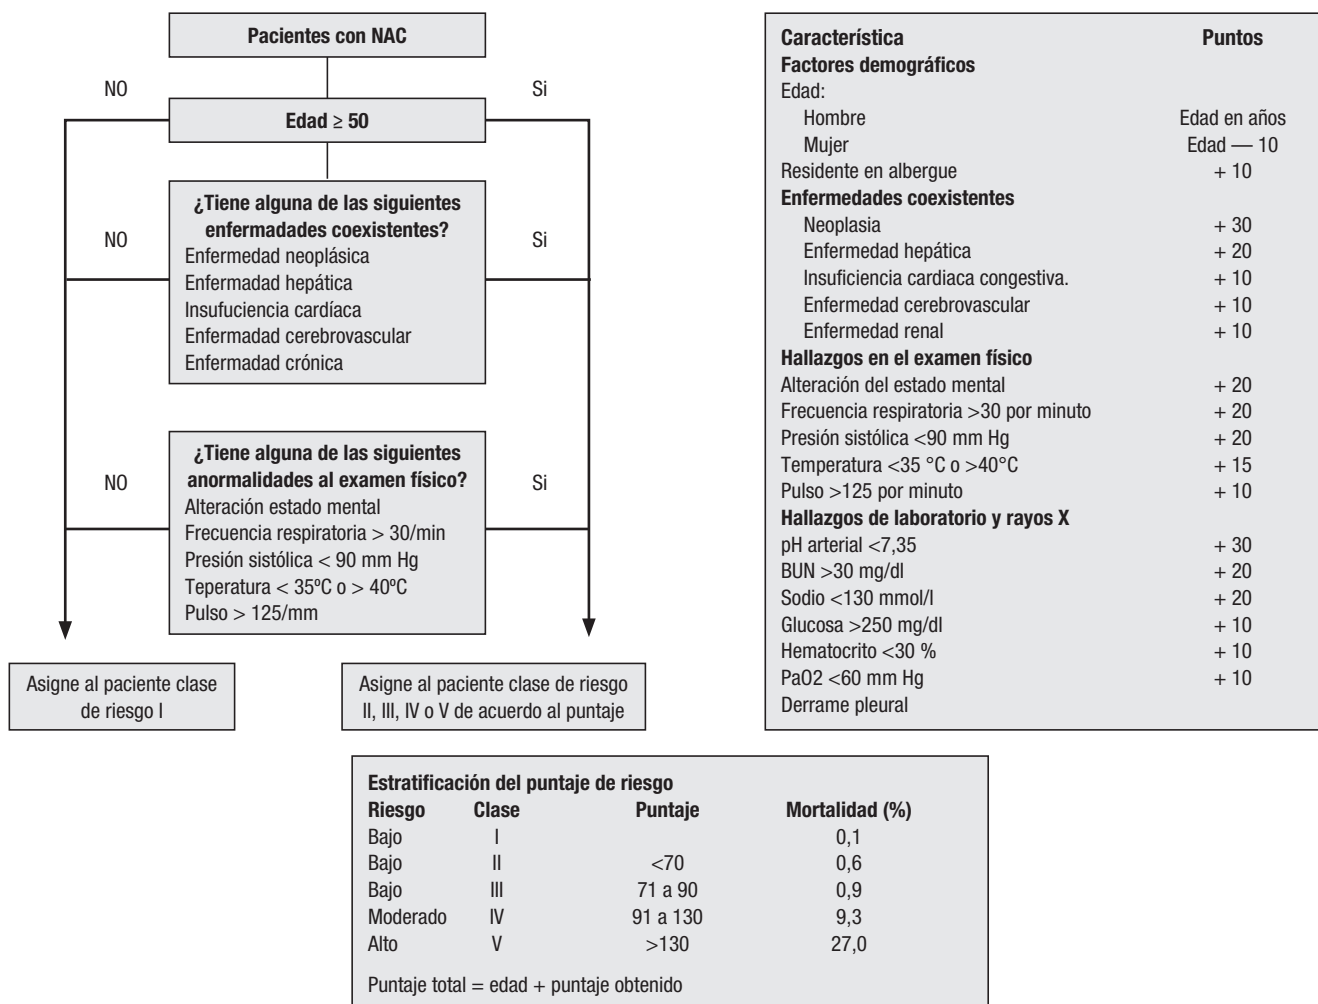 Pacientes con NAC
NO
Si
Edad ≥ 50
¿Tiene alguna de las siguientes
enfermadades coexistentes?
NO
Si
Enfermedad neoplásica
Enfermadad hepática
Insufuciencia cardíaca
Enfermadad cerebrovascular
Enfermadad crónica
¿Tiene alguna de las siguientes
anormalidades al examen físico?
NO
Si
Alteración estado mental
Frecuencia respiratoria > 30/min
Presión sistólica < 90 mm Hg
Teperatura < 35ºC o > 40ºC
Pulso > 125/mm
Asigne al paciente clase
de riesgo I
Asigne al paciente clase de riesgo
II, III, IV o V de acuerdo al puntaje
Característica Puntos
Factores demográficos
Edad:
Hombre Edad en años
Mujer Edad — 10
Residente en albergue + 10
Enfermedades coexistentes
Neoplasia + 30
Enfermedad hepática + 20
Insuficiencia cardiaca congestiva. + 10
Enfermedad cerebrovascular + 10
Enfermedad renal + 10
Hallazgos en el examen físico
Alteración del estado mental + 20
Frecuencia respiratoria >30 por minuto + 20
Presión sistólica <90 mm Hg + 20
Temperatura <35 °C o >40°C + 15
Pulso >125 por minuto + 10
Hallazgos de laboratorio y rayos X
pH arterial <7,35 + 30
BUN >30 mg/dl + 20
Sodio <130 mmol/l + 20
Glucosa >250 mg/dl + 10
Hematocrito <30 % + 10
PaO2 <60 mm Hg + 10
Derrame pleural
Estratificación del puntaje de riesgo
Riesgo Clase Puntaje Mortalidad (%)
Bajo I 0,1
Bajo II <70 0,6
Bajo III 71 a 90 0,9
Moderado IV 91 a 130 9,3
Alto V >130 27,0
Puntaje total = edad + puntaje obtenido